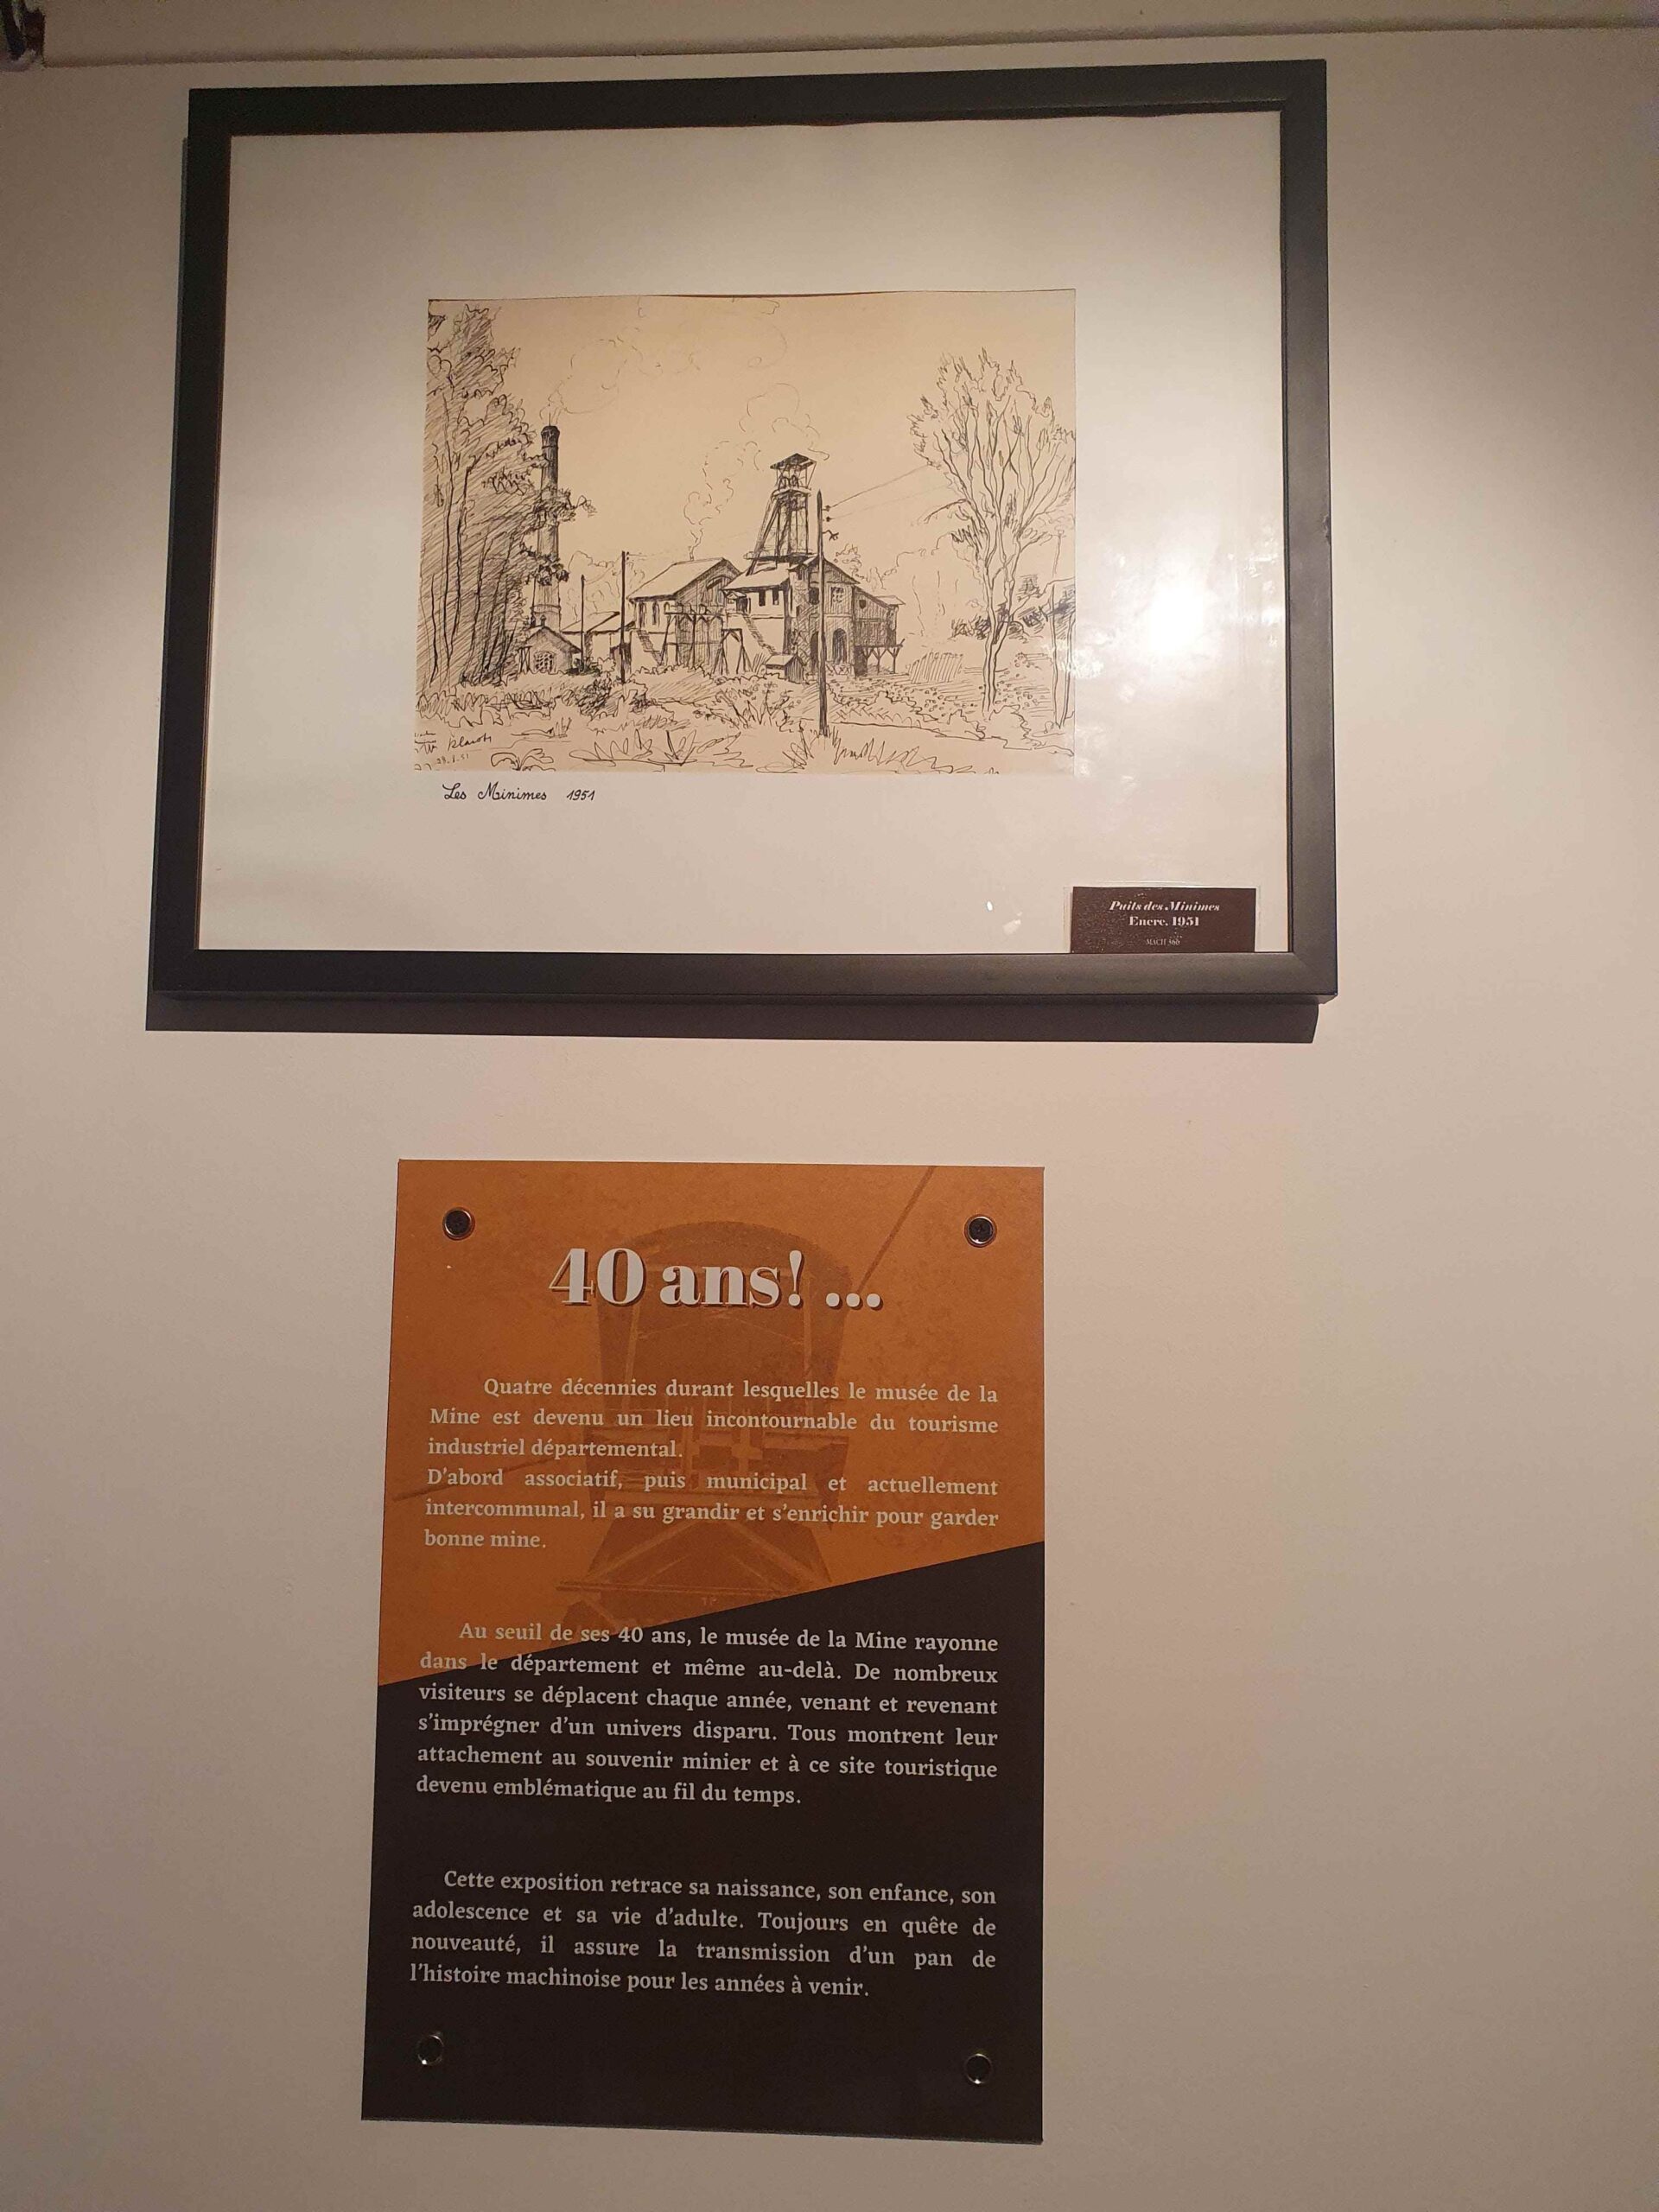 Les Minimes 1951
Puits des Minimes
Encre, 1951
40 ans! ...
Quatre décennies durant lesquelles le musée de la
Mine est devenu un lieu incontournable du tourisme
industriel départemental.
D'abord associatif, puis municipal et actuellement
intercommunal, il a su grandir et s'enrichir pour garder
bonne mine.
Au seuil de ses 40 ans, le musée de la Mine rayonne
dans le département et même au-delà. De nombreux
visiteurs se déplacent chaque année, venant et revenant
s'imprégner d'un univers disparu. Tous montrent leur
attachement au souvenir minier et à ce site touristique
devenu emblématique au fil du temps.
Cette exposition retrace sa naissance, son enfance, son
adolescence et sa vie d'adulte. Toujours en quête de
nouveauté, il assure la transmission d'un pan de
l'histoire machinoise pour les années à venir.